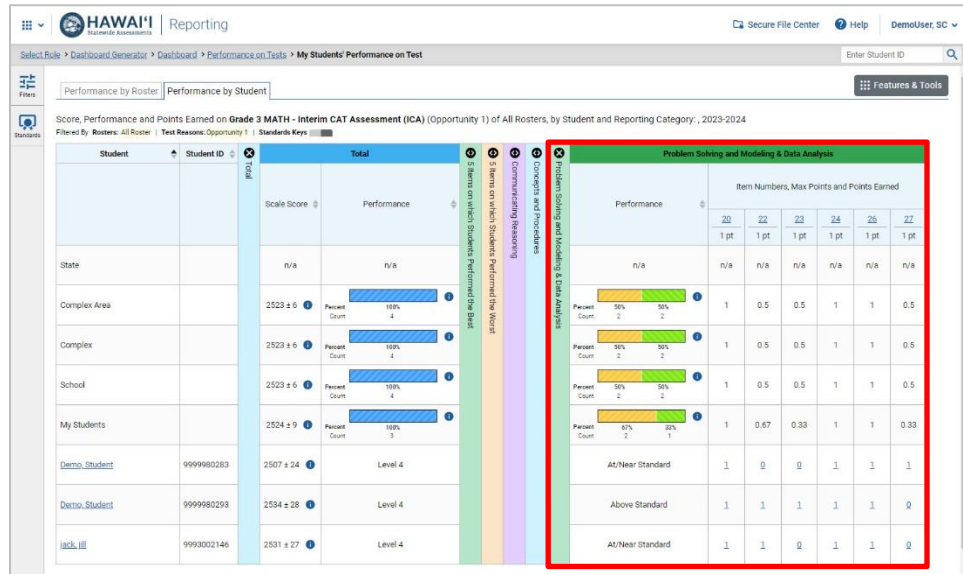 HAWAIʻI
Statewide Assessments
Reporting
Secure File Center
Help
DemoUser, SC
Select Role > Dashboard Generator > Dashboard > Performance on Tests > My Students' Performance on Test
Enter Student ID
Filters
Standards
Performance by Roster
Performance by Student
Features & Tools
Score, Performance and Points Earned on Grade 3 MATH - Interim CAT Assessment (ICA) (Opportunity 1) of All Rosters, by Student and Reporting Category: , 2023-2024
Filtered By Rosters: All Roster | Test Reasons: Opportunity 1 | Standards Keys
Student
Student ID
Total
Total
5 Items on which Students Performed the Best
5 Items on which Students Performed the Worst
Communicating Reasoning
Concepts and Procedures
Problem Solving and Modeling & Data Analysis
Problem Solving and Modeling & Data Analysis
Scale Score
Performance
Performance
Item Numbers, Max Points and Points Earned
20 22 23 24 26 27
1 pt 1 pt 1 pt 1 pt 1 pt 1 pt
State n/a n/a n/a n/a n/a n/a n/a n/a n/a
Complex Area 2523 ± 6 Percent 100% Count 4 Percent 50% 50% Count 2 2 1 0.5 0.5 1 1 0.5
Complex 2523 ± 6 Percent 100% Count 4 Percent 50% 50% Count 2 2 1 0.5 0.5 1 1 0.5
School 2523 ± 6 Percent 100% Count 4 Percent 50% 50% Count 2 2 1 0.5 0.5 1 1 0.5
My Students 2524 ± 9 Percent 100% Count 3 Percent 67% 33% Count 2 1 1 0.67 0.33 1 1 0.33
Demo, Student 9999980283 2507 ± 24 Level 4 At/Near Standard 1 0 0 1 1 1
Demo, Student 9999980293 2534 ± 28 Level 4 Above Standard 1 1 1 1 1 0
jack, jill 9993002146 2531 ± 27 Level 4 At/Near Standard 1 1 0 1 1 0